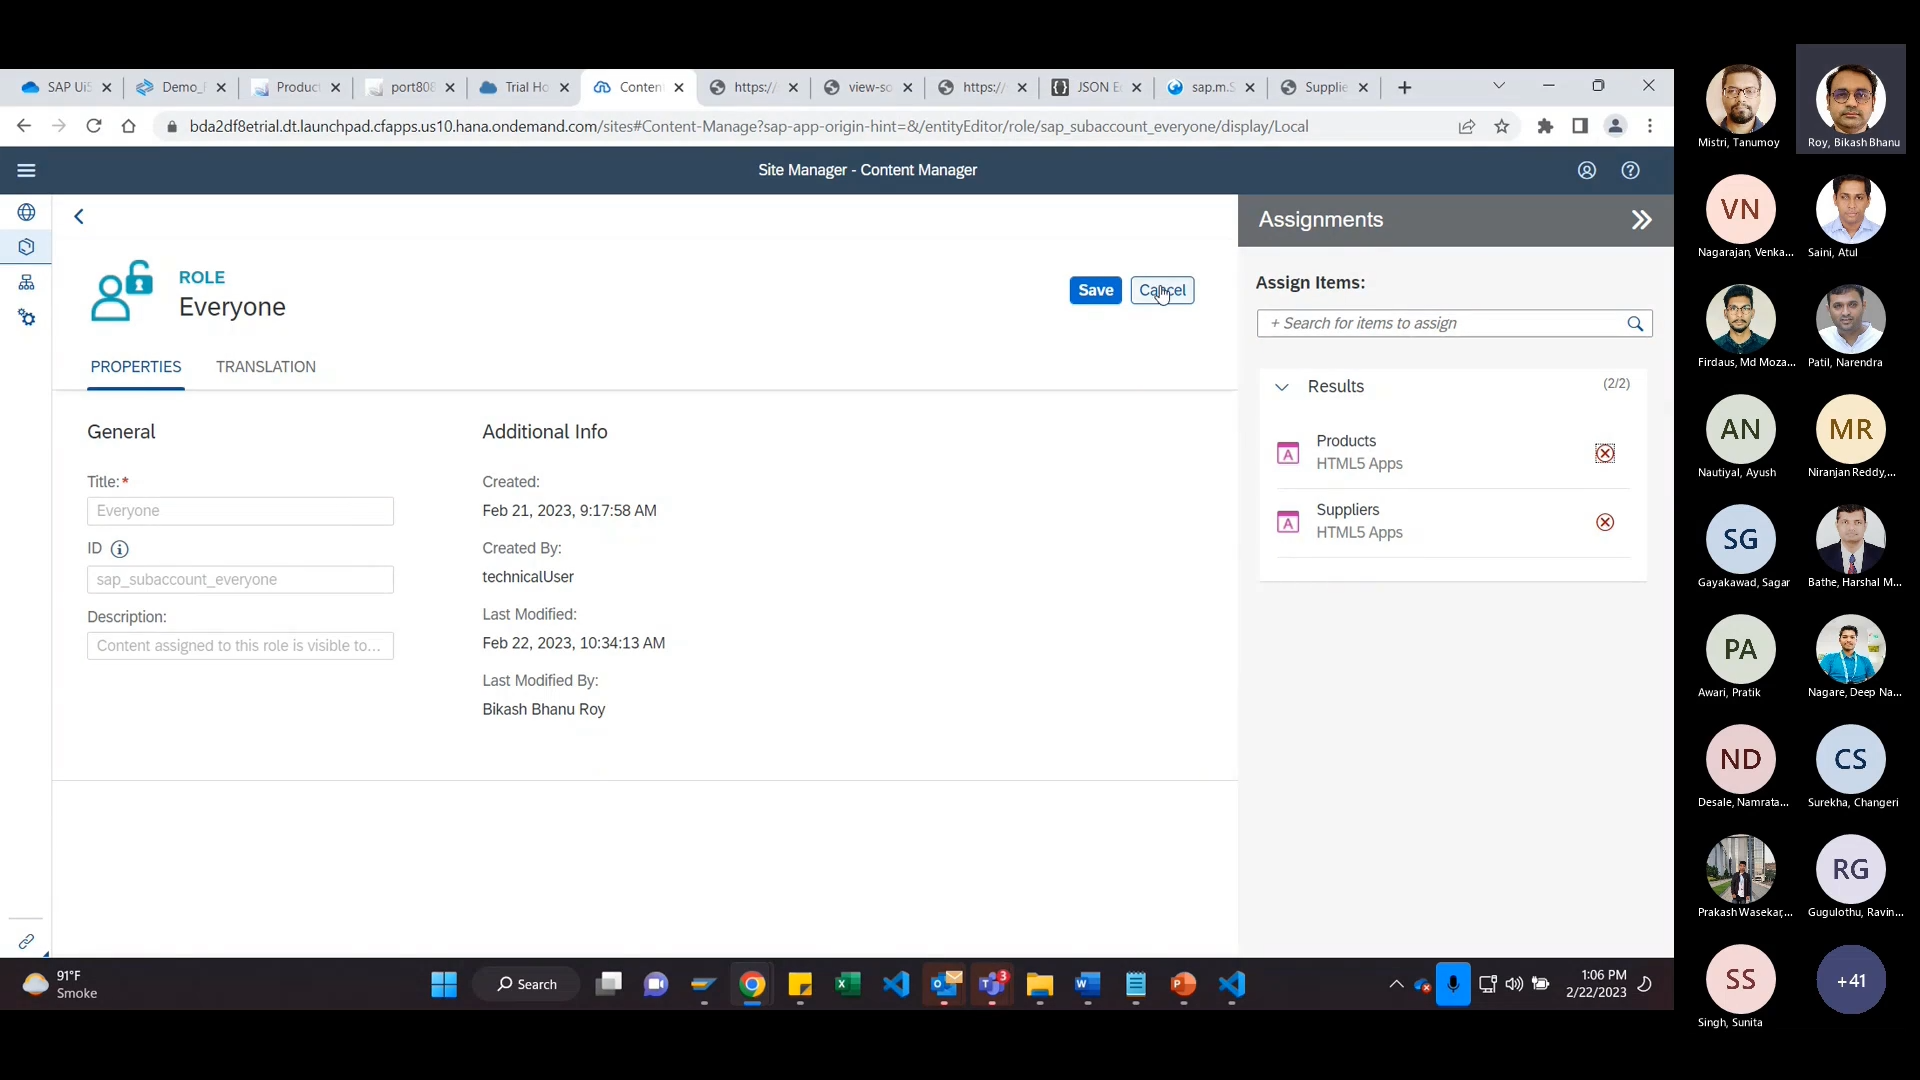 SAP UiS
Demo_F
Produc
port808
Trial Ho
Conten
https://
view-so
https://
JSON E
sap.m.S
Supplie
bda2df8etrial.dt.launchpad.cfapps.us10.hana.ondemand.com/sites#Content-Manage?sap-app-origin-hint=&/entityEditor/role/sap_subaccount_everyone/display/Local
Site Manager - Content Manager
ROLE
Everyone
Save
Cancel
PROPERTIES
TRANSLATION
General
Title:*
Everyone
ID
sap_subaccount_everyone
Description:
Content assigned to this role is visible to...
Additional Info
Created:
Feb 21, 2023, 9:17:58 AM
Created By:
technicalUser
Last Modified:
Feb 22, 2023, 10:34:13 AM
Last Modified By:
Bikash Bhanu Roy
Assignments
Assign Items:
+ Search for items to assign
Results
(2/2)
A
Products
HTML5 Apps
A
Suppliers
HTML5 Apps
91°F
Smoke
Search
3
1:06 PM
2/22/2023
Mistri, Tanumoy
Roy, Bikash Bhanu
VN
Nagarajan, Venka...
Saini, Atul
Firdaus, Md Moza...
Patil, Narendra
AN
Nautiyal, Ayush
MR
Niranjan Reddy,...
SG
Gayakawad, Sagar
Bathe, Harshal M...
PA
Awari, Pratik
Nagare, Deep Na...
ND
Desale, Namrata...
CS
Surekha, Changeri
Prakash Wasekar,...
RG
Gugulothu, Ravin...
SS
Singh, Sunita
+41